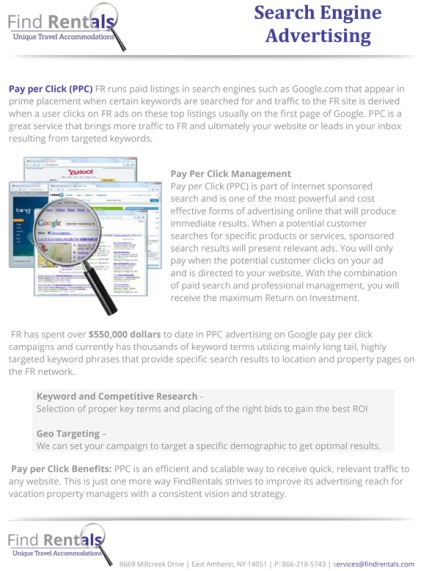 Find Rentals
Unique Travel Accommodations
Search Engine
Advertising
Pay per Click (PPC) FR runs paid listings in search engines such as Google.com that appear in
prime placement when certain keywords are searched for and traffic to the FR site is derived
when a user clicks on FR ads on these top listings usually on the first page of Google. PPC is a
great service that brings more traffic to FR and ultimately your website or leads in your inbox
resulting from targeted keywords.
YAHOO!
bing
Google
Pay Per Click Management
Pay per Click (PPC) is part of Internet sponsored
search and is one of the most powerful and cost
effective forms of advertising online that will produce
immediate results. When a potential customer
searches for specific products or services, sponsored
search results will present relevant ads. You will only
pay when the potential customer clicks on your ad
and is directed to your website. With the combination
of paid search and professional management, you will
receive the maximum Return on Investment.
FR has spent over $550,000 dollars to date in PPC advertising on Google pay per click
campaigns and currently has thousands of keyword terms utilizing mainly long tail, highly
targeted keyword phrases that provide specific search results to location and property pages on
the FR network.
Keyword and Competitive Research -
Selection of proper key terms and placing of the right bids to gain the best ROI
Geo Targeting –
We can set your campaign to target a specific demographic to get optimal results.
Pay per Click Benefits: PPC is an efficient and scalable way to receive quick, relevant traffic to
any website. This is just one more way FindRentals strives to improve its advertising reach for
vacation property managers with a consistent vision and strategy.
Find Rentals
Unique Travel Accommodations
8669 Millcreek Drive | East Amherst, NY 14051 | P: 866-218-5743 | services@findrentals.com